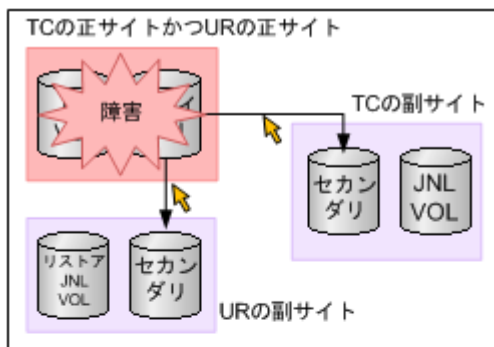 TCの正サイトかつURの正サイト
障害
TCの副サイト
セカン
ダリ
JNL
VOL
リストア
JNL
VOL
セカン
ダリ
URの副サイト